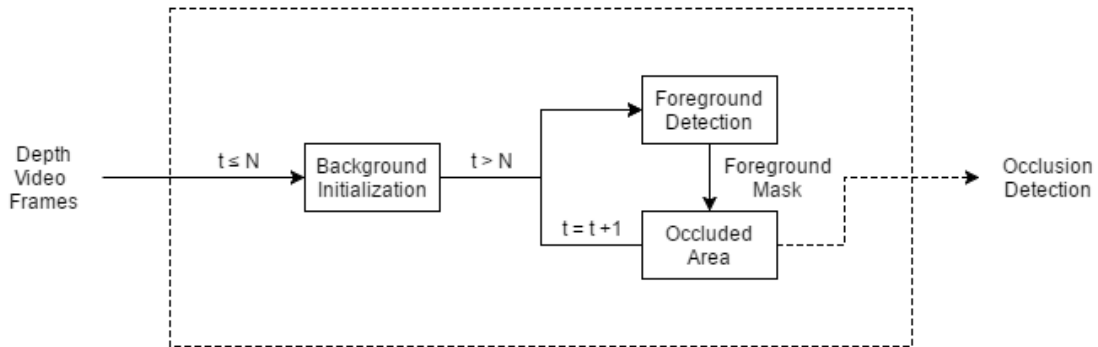 Depth
Video
Frames
t ≤ N
Background
Initialization
t > N
Foreground
Detection
Foreground
Mask
t = t +1
Occluded
Area
Occlusion
Detection